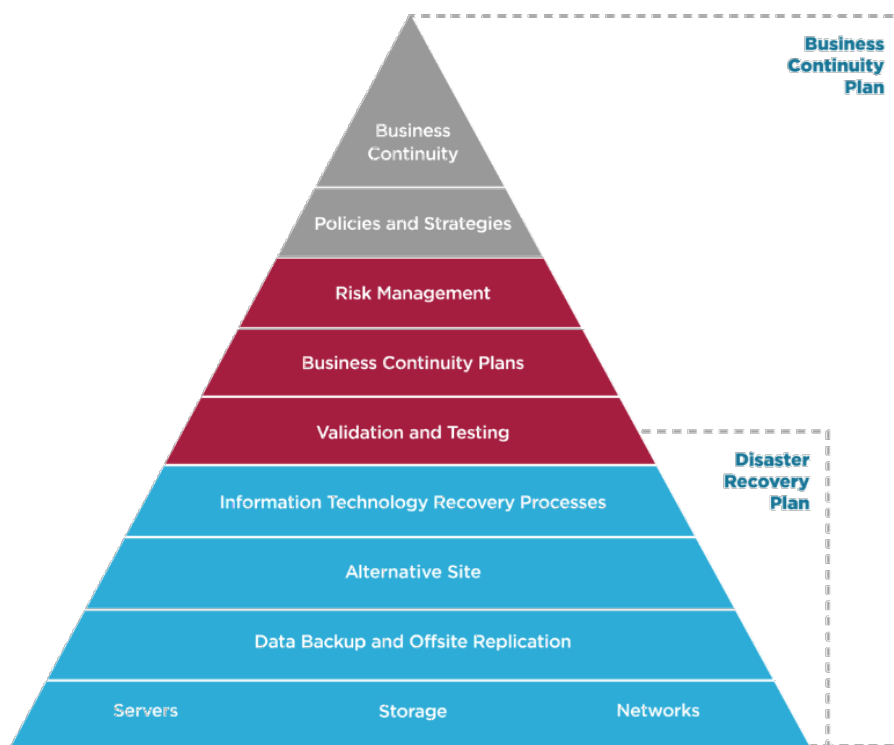 Business
Continuity
Plan
Business
Continuity
Policies and Strategies
Risk Management
Business Continuity Plans
Validation and Testing
Disaster
Recovery
Plan
Information Technology Recovery Processes
Alternative Site
Data Backup and Offsite Replication
Servers Storage Networks